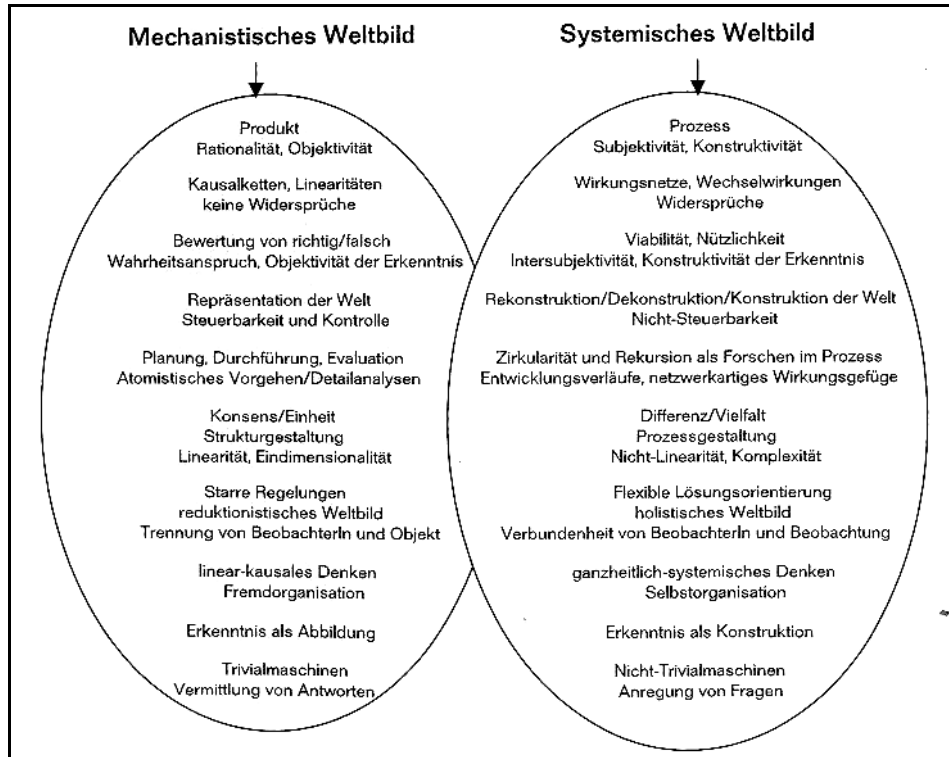 Mechanistisches Weltbild
Produkt
Rationalität, Objektivität
Kausalketten, Linearitäten
keine Widersprüche
Bewertung von richtig/falsch
Wahrheitsanspruch, Objektivität der Erkenntnis
Repräsentation der Welt
Steuerbarkeit und Kontrolle
Planung, Durchführung, Evaluation
Atomistisches Vorgehen/Detailanalysen
Konsens/Einheit
Strukturgestaltung
Linearität, Eindimensionalität
Starre Regelungen
reduktionistisches Weltbild
Trennung von BeobachterIn und Objekt
linear-kausales Denken
Fremdorganisation
Erkenntnis als Abbildung
Trivialmaschinen
Vermittlung von Antworten
Systemisches Weltbild
Prozess
Subjektivität, Konstruktivität
Wirkungsnetze, Wechselwirkungen
Widersprüche
Viabilität, Nützlichkeit
Intersubjektivität, Konstruktivität der Erkenntnis
Rekonstruktion/Dekonstruktion/Konstruktion der Welt
Nicht-Steuerbarkeit
Zirkularität und Rekursion als Forschen im Prozess
Entwicklungsverläufe, netzwerkartiges Wirkungsgefüge
Differenz/Vielfalt
Prozessgestaltung
Nicht-Linearität, Komplexität
Flexible Lösungsorientierung
holistisches Weltbild
Verbundenheit von BeobachterIn und Beobachtung
ganzheitlich-systemisches Denken
Selbstorganisation
Erkenntnis als Konstruktion
Nicht-Trivialmaschinen
Anregung von Fragen